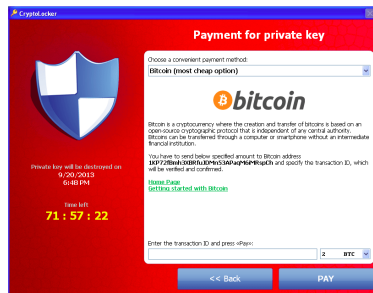 CryptoLocker
Payment for private key
Choose a convenient payment method:
Bitcoin (most cheap option)
bitcoin
Bitcoin is a cryptocurrency where the creation and transfer of bitcoins is based on an
open-source cryptographic protocol that is independent of any central authority.
Bitcoins can be transferred through a computer or smartphone without an intermediate
financial institution.
You have to send below specified amount to Bitcoin address
and specify the transaction ID, which
will be verified and confirmed.
Home Page
Getting started with Bitcoin
Private key will be destroyed on
9/20/2013
6:48 PM
Time left
71 : 57 : 22
Enter the transaction ID and press «Pay»:
2 BTC
<< Back
PAY